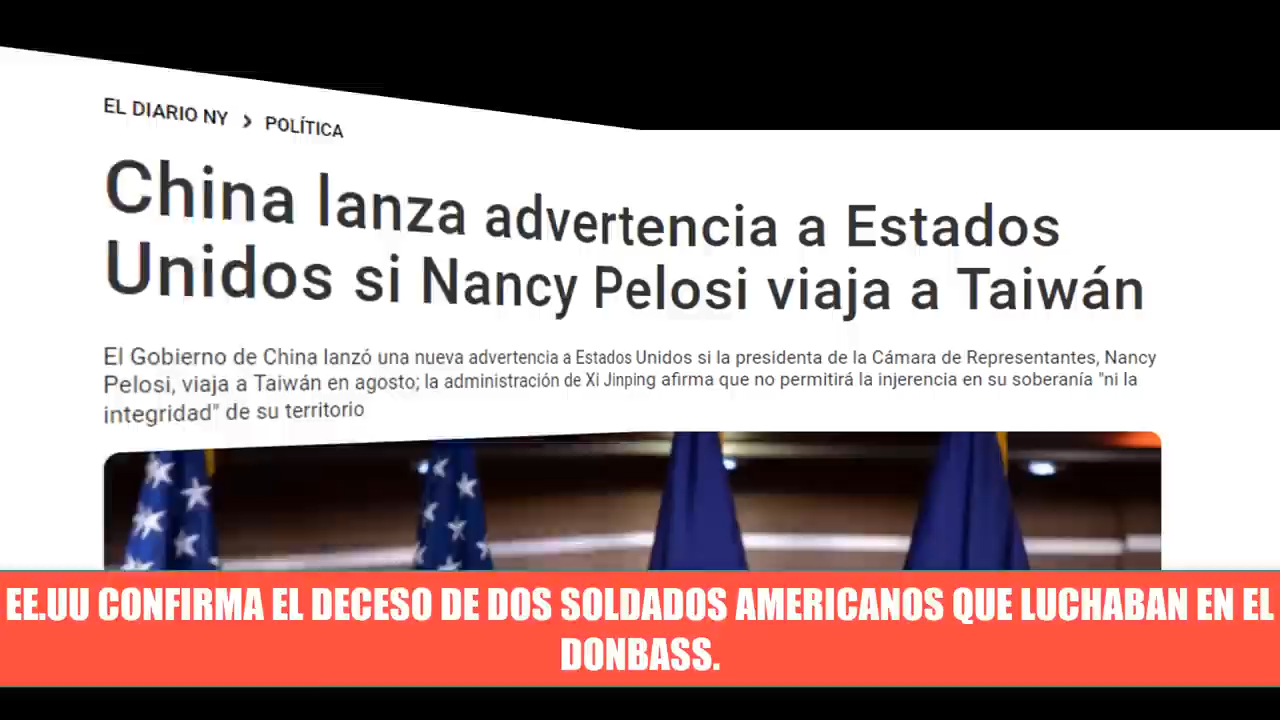 EL DIARIO NY > POLÍTICA
China lanza advertencia a Estados
Unidos si Nancy Pelosi viaja a Taiwán
El Gobierno de China lanzó una nueva advertencia a Estados Unidos si la presidenta de la Cámara de Representantes, Nancy
Pelosi, viaja a Taiwán en agosto; la administración de Xi Jinping afirma que no permitirá la injerencia en su soberanía "ni la
integridad" de su territorio
EE.UU CONFIRMA EL DECESO DE DOS SOLDADOS AMERICANOS QUE LUCHABAN EN EL
DONBASS.